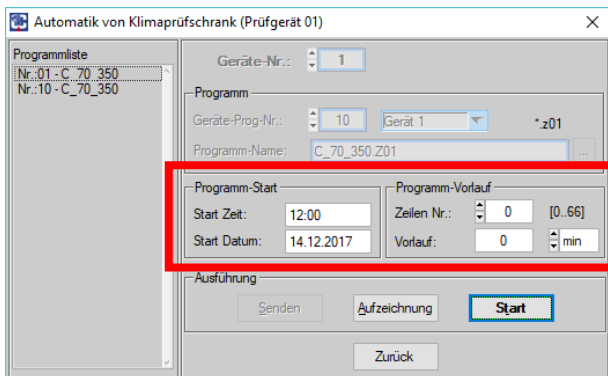 Automatik von Klimaprüfschrank (Prüfgerät 01)
Programmliste
Nr.:01 - C_70_350
Nr.:10 - C_70_350
Geräte-Nr.: 1
Programm
Geräte-Prog-Nr.: 10 Gerät 1 *.z01
Programm-Name: C_70_350.Z01 ...
Programm-Start
Start Zeit: 12:00
Start Datum: 14.12.2017
Programm-Vorlauf
Zeilen Nr.: 0 [0..66]
Vorlauf: 0 min
Ausführung
Senden Aufzeichnung Start
Zurück